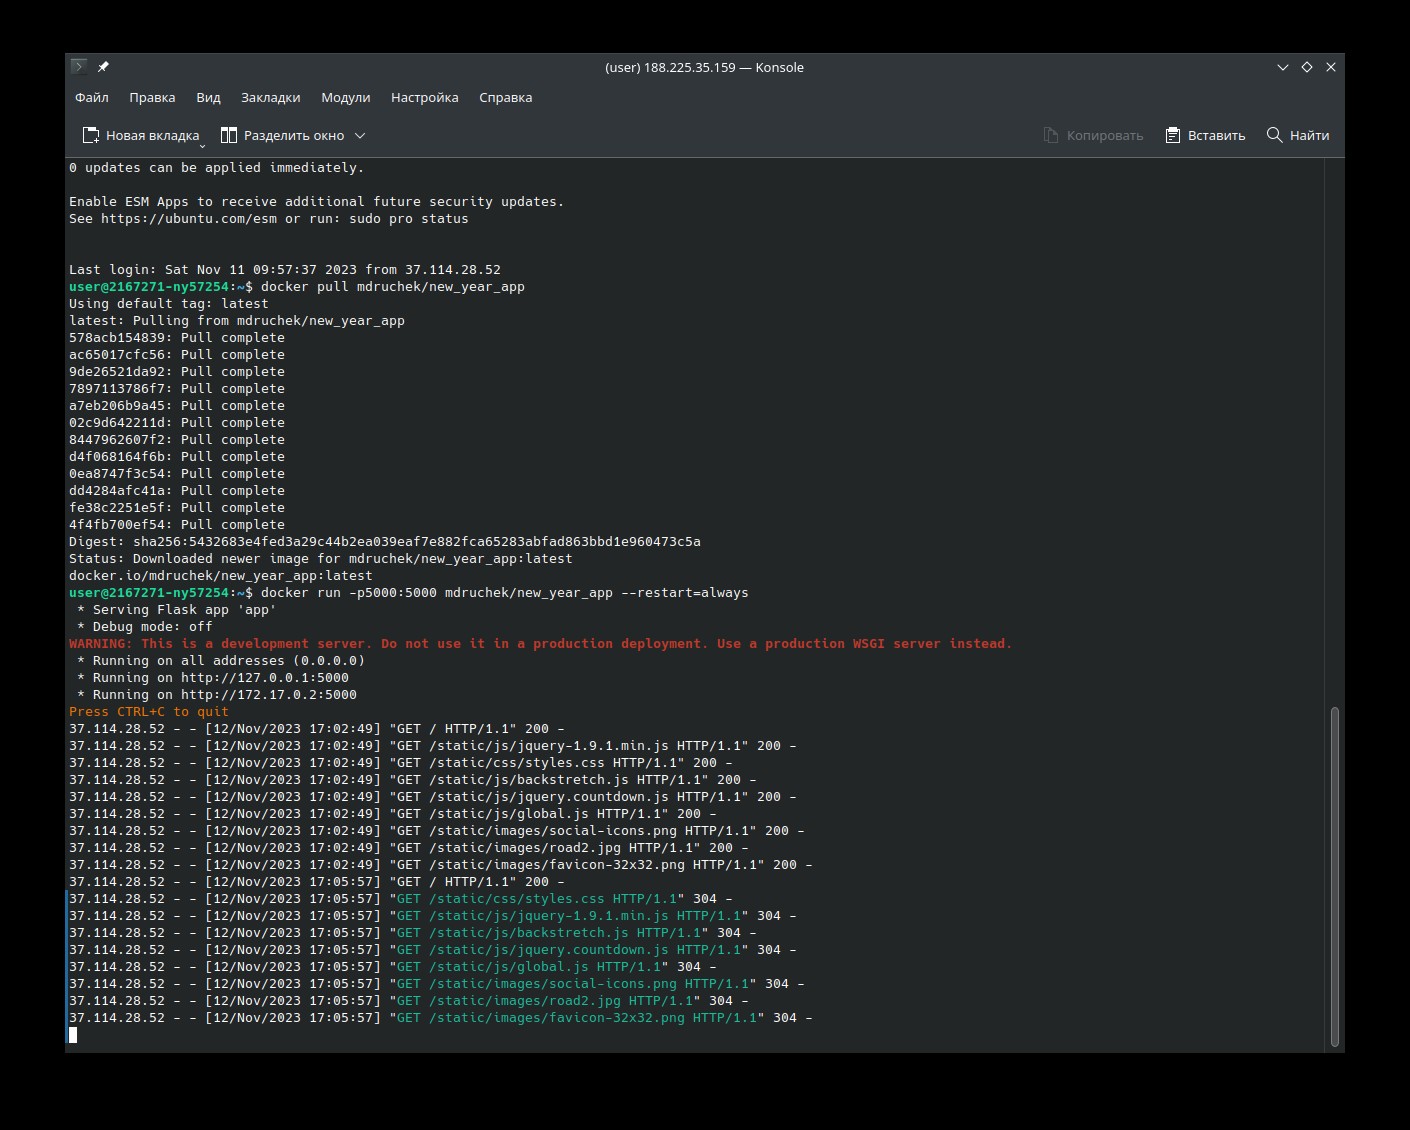 (user) 188.225.35.159 — Konsole
Файл Правка Вид Закладки Модули Настройка Справка
Новая вкладка Разделить окно Копировать Вставить Найти
0 updates can be applied immediately.
Enable ESM Apps to receive additional future security updates.
See https://ubuntu.com/esm or run: sudo pro status
Last login: Sat Nov 11 09:57:37 2023 from 37.114.28.52
user@2167271-ny57254:~$ docker pull mdruchek/new_year_app
Using default tag: latest
latest: Pulling from mdruchek/new_year_app
578acb154839: Pull complete
ac65017cfc56: Pull complete
9de26521da92: Pull complete
7897113786f7: Pull complete
a7eb206b9a45: Pull complete
02c9d642211d: Pull complete
8447962607f2: Pull complete
d4f068164f6b: Pull complete
0ea8747f3c54: Pull complete
dd4284afc41a: Pull complete
fe38c2251e5f: Pull complete
4f4fb700ef54: Pull complete
Digest: sha256:5432683e4fed3a29c44b2ea039eaf7e882fca65283abfad863bbd1e960473c5a
Status: Downloaded newer image for mdruchek/new_year_app:latest
docker.io/mdruchek/new_year_app:latest
user@2167271-ny57254:~$ docker run -p5000:5000 mdruchek/new_year_app --restart=always
* Serving Flask app 'app'
* Debug mode: off
WARNING: This is a development server. Do not use it in a production deployment. Use a production WSGI server instead.
* Running on all addresses (0.0.0.0)
* Running on http://127.0.0.1:5000
* Running on http://172.17.0.2:5000
Press CTRL+C to quit
37.114.28.52 - - [12/Nov/2023 17:02:49] "GET / HTTP/1.1" 200 -
37.114.28.52 - - [12/Nov/2023 17:02:49] "GET /static/js/jquery-1.9.1.min.js HTTP/1.1" 200 -
37.114.28.52 - - [12/Nov/2023 17:02:49] "GET /static/css/styles.css HTTP/1.1" 200 -
37.114.28.52 - - [12/Nov/2023 17:02:49] "GET /static/js/backstretch.js HTTP/1.1" 200 -
37.114.28.52 - - [12/Nov/2023 17:02:49] "GET /static/js/jquery.countdown.js HTTP/1.1" 200 -
37.114.28.52 - - [12/Nov/2023 17:02:49] "GET /static/js/global.js HTTP/1.1" 200 -
37.114.28.52 - - [12/Nov/2023 17:02:49] "GET /static/images/social-icons.png HTTP/1.1" 200 -
37.114.28.52 - - [12/Nov/2023 17:02:49] "GET /static/images/road2.jpg HTTP/1.1" 200 -
37.114.28.52 - - [12/Nov/2023 17:02:49] "GET /static/images/favicon-32x32.png HTTP/1.1" 200 -
37.114.28.52 - - [12/Nov/2023 17:05:57] "GET / HTTP/1.1" 200 -
37.114.28.52 - - [12/Nov/2023 17:05:57] "GET /static/css/styles.css HTTP/1.1" 304 -
37.114.28.52 - - [12/Nov/2023 17:05:57] "GET /static/js/jquery-1.9.1.min.js HTTP/1.1" 304 -
37.114.28.52 - - [12/Nov/2023 17:05:57] "GET /static/js/backstretch.js HTTP/1.1" 304 -
37.114.28.52 - - [12/Nov/2023 17:05:57] "GET /static/js/jquery.countdown.js HTTP/1.1" 304 -
37.114.28.52 - - [12/Nov/2023 17:05:57] "GET /static/js/global.js HTTP/1.1" 304 -
37.114.28.52 - - [12/Nov/2023 17:05:57] "GET /static/images/social-icons.png HTTP/1.1" 304 -
37.114.28.52 - - [12/Nov/2023 17:05:57] "GET /static/images/road2.jpg HTTP/1.1" 304 -
37.114.28.52 - - [12/Nov/2023 17:05:57] "GET /static/images/favicon-32x32.png HTTP/1.1" 304 -